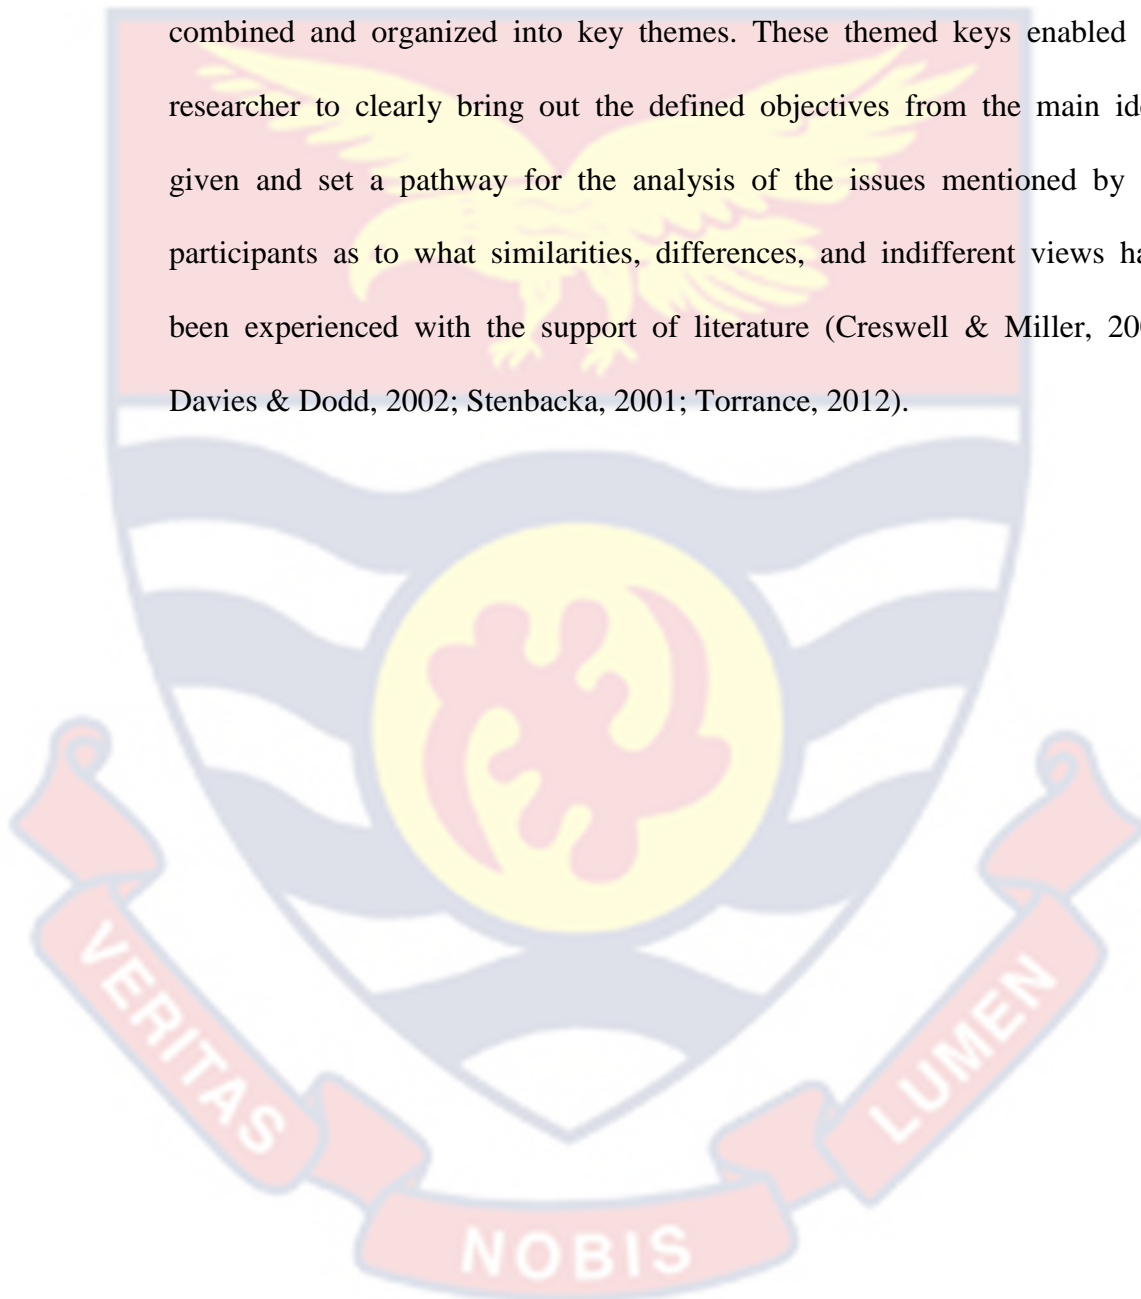 combined and organized into key themes. These themed keys enabled
researcher to clearly bring out the defined objectives from the main
given and set a pathway for the analysis of the issues mentioned by
participants as to what similarities, differences, and indifferent views
been experienced with the support of literature (Creswell & Miller,
Davies & Dodd, 2002; Stenbacka, 2001; Torrance, 2012).
VERITAS
NOBIS
LUMEN